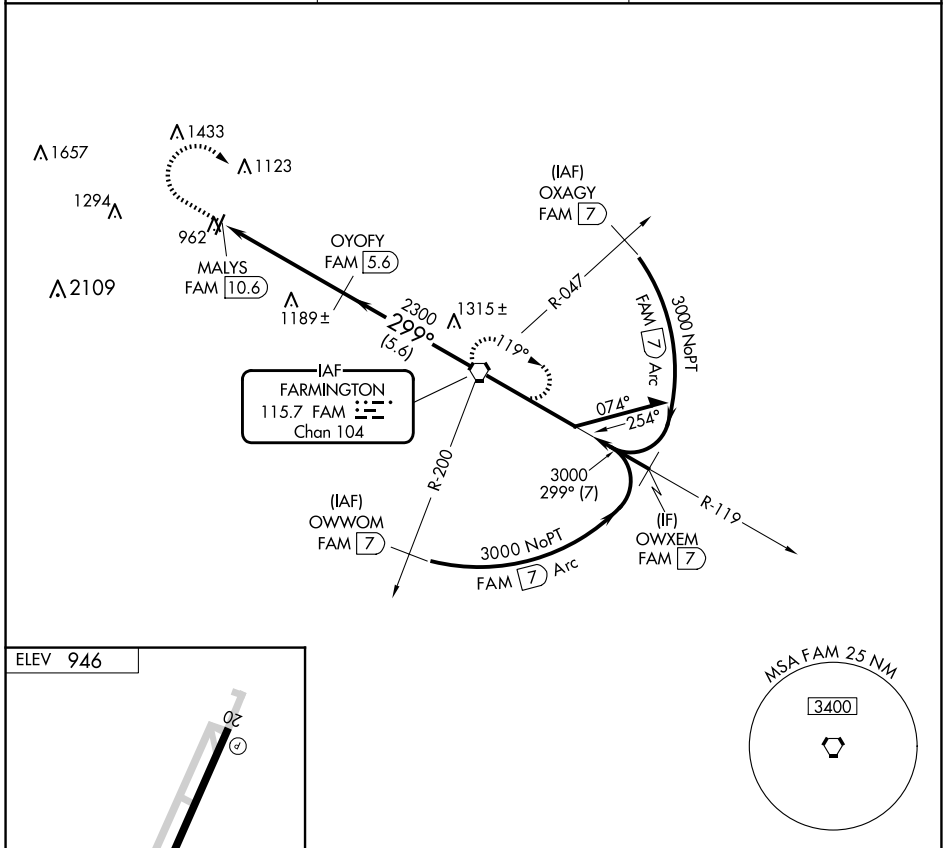 1433
1657
1123
1294
962
MALYS
FAM 10.6
2109
OYOFY
FAM 5.6
1189 ±
2300
299°
(5.6)
1315 ±
119°
(IAF)
OXAGY
FAM 7
R-047
3000 NoPT
FAM 7 Arc
IAF
FARMINGTON
115.7 FAM
Chan 104
074°
254°
R-200
3000
299° (7)
R-119
(IF)
OWXEM
FAM 7
(IAF)
OWWOM
FAM 7
3000 NoPT
FAM 7 Arc
ELEV 946
20
P
MSA FAM 25 NM
3400